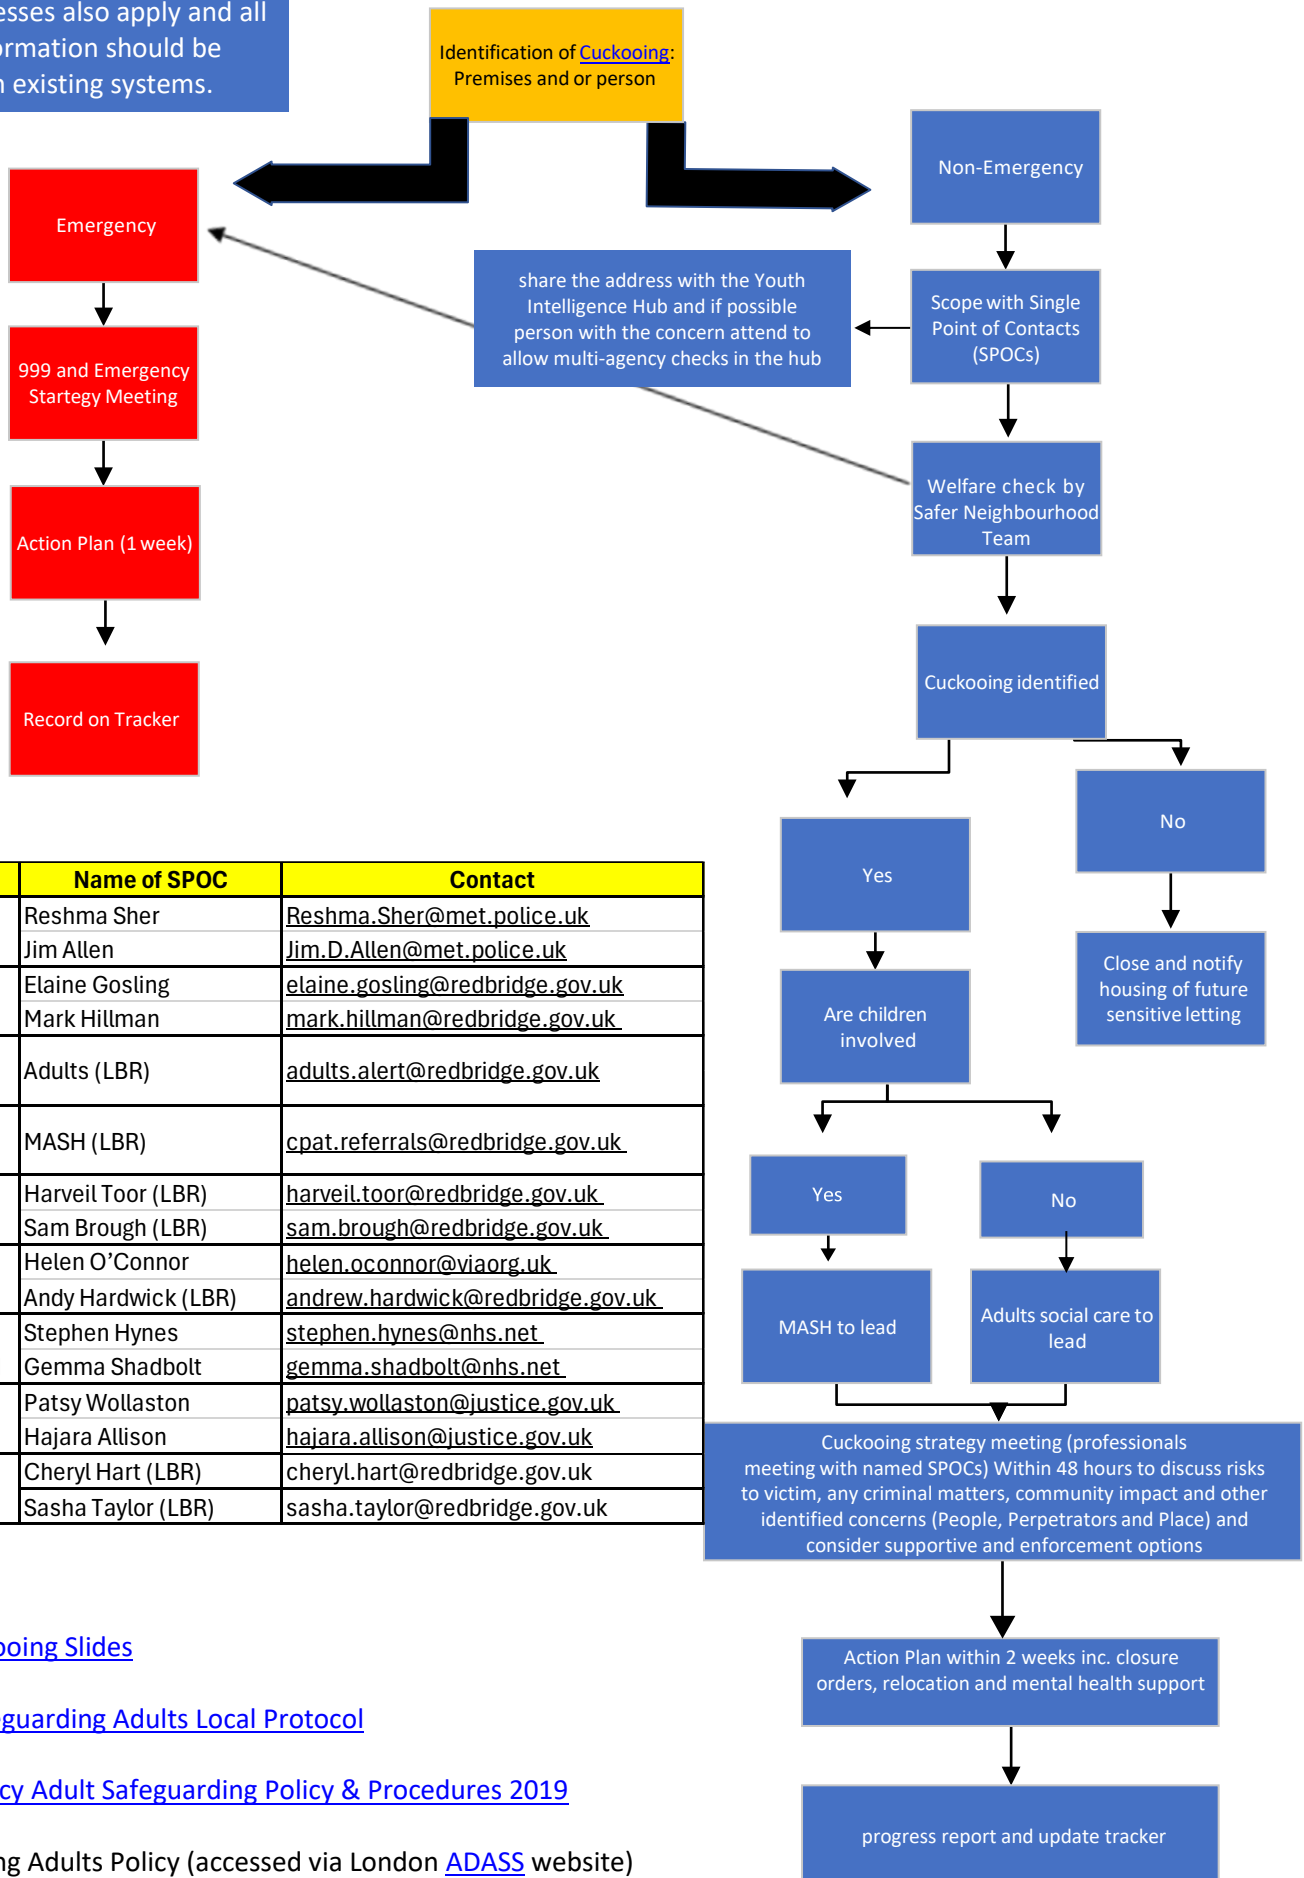 esses also apply and all
ormation should be
n existing systems.
Identification of Cuckooing:
Premises and or person
Non-Emergency
Emergency
share the address with the Youth
Intelligence Hub and if possible
person with the concern attend to
allow multi-agency checks in the hub
Scope with Single
Point of Contacts
(SPOCs)
999 and Emergency
Startegy Meeting
Welfare check by
Safer Neighbourhood
Team
Action Plan (1 week)
Cuckooing identified
Record on Tracker
Yes
No
Are children
involved
Close and notify
housing of future
sensitive letting
Yes
No
MASH to lead
Adults social care to
lead
Cuckooing strategy meeting (professionals
meeting with named SPOCs) Within 48 hours to discuss risks
to victim, any criminal matters, community impact and other
identified concerns (People, Perpetrators and Place) and
consider supportive and enforcement options
Action Plan within 2 weeks inc. closure
orders, relocation and mental health support
progress report and update tracker
Name of SPOC Contact
Reshma Sher Reshma.Sher@met.police.uk
Jim Allen Jim.D.Allen@met.police.uk
Elaine Gosling elaine.gosling@redbridge.gov.uk
Mark Hillman mark.hillman@redbridge.gov.uk
Adults (LBR) adults.alert@redbridge.gov.uk
MASH (LBR) cpat.referrals@redbridge.gov.uk
Harveil Toor (LBR) harveil.toor@redbridge.gov.uk
Sam Brough (LBR) sam.brough@redbridge.gov.uk
Helen O’Connor helen.oconnor@viaorg.uk
Andy Hardwick (LBR) andrew.hardwick@redbridge.gov.uk
Stephen Hynes stephen.hynes@nhs.net
Gemma Shadbolt gemma.shadbolt@nhs.net
Patsy Wollaston patsy.wollaston@justice.gov.uk
Hajara Allison hajara.allison@justice.gov.uk
Cheryl Hart (LBR) cheryl.hart@redbridge.gov.uk
Sasha Taylor (LBR) sasha.taylor@redbridge.gov.uk
ooing Slides
eguarding Adults Local Protocol
cy Adult Safeguarding Policy & Procedures 2019
ng Adults Policy (accessed via London ADASS website)